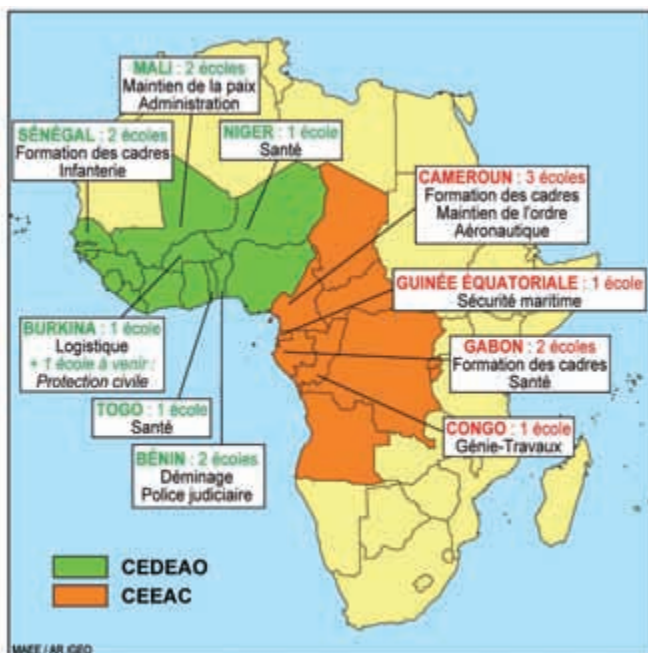 MALI : 2 écoles
Maintien de la paix
Administration
SÉNÉGAL : 2 écoles
Formation des cadres
Infanterie
NIGER : 1 école
Santé
CAMEROUN : 3 écoles
Formation des cadres
Maintien de l'ordre
Aéronautique
GUINÉE ÉQUATORIALE : 1 école
Sécurité maritime
BURKINA : 1 école
Logistique
+ 1 école à venir :
Protection civile
GABON : 2 écoles
Formation des cadres
Santé
TOGO : 1 école
Santé
CONGO : 1 école
Génie-Travaux
BÉNIN : 2 écoles
Déminage
Police judiciaire
CEDEAO
CEEAC
MAEE / AR /GEO